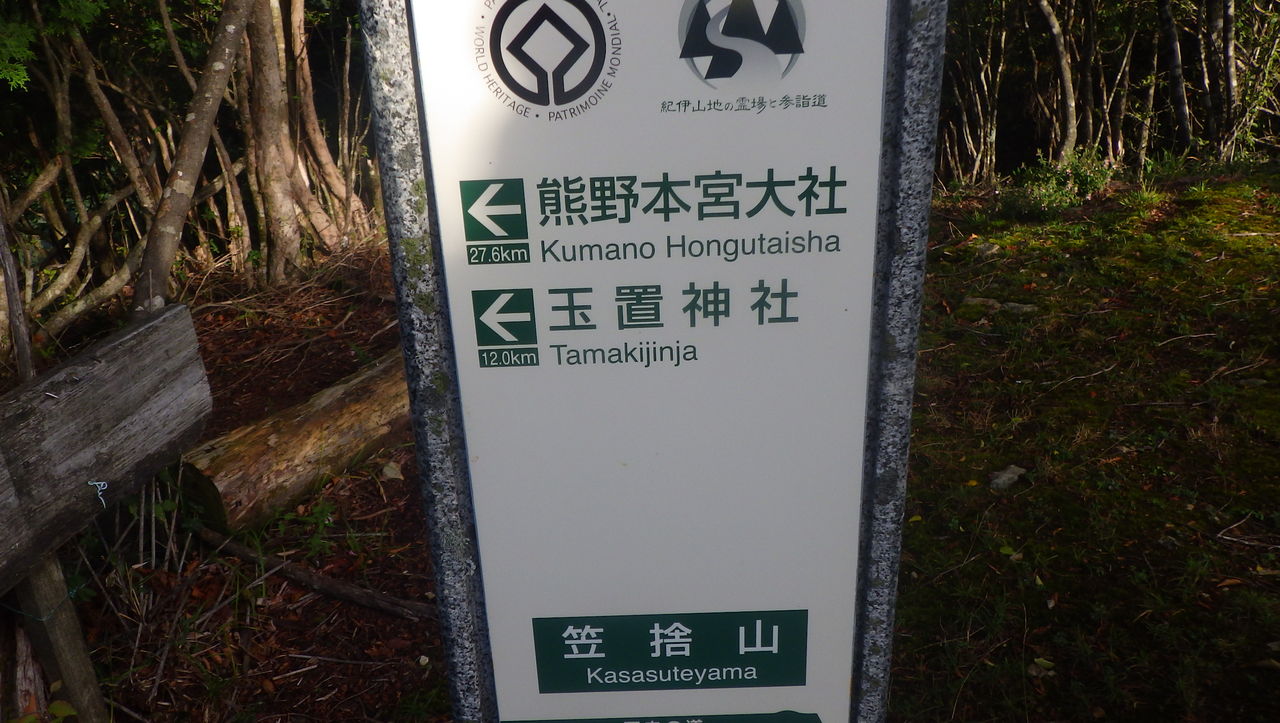 WORLD HERITAGE • PATRIMOINE MONDIAL •
紀伊山地の霊場と参詣道
熊野本宮大社
27.6km Kumano Hongutaisha
玉置神社
12.0km Tamakijinja
笠捨山
Kasasuteyama